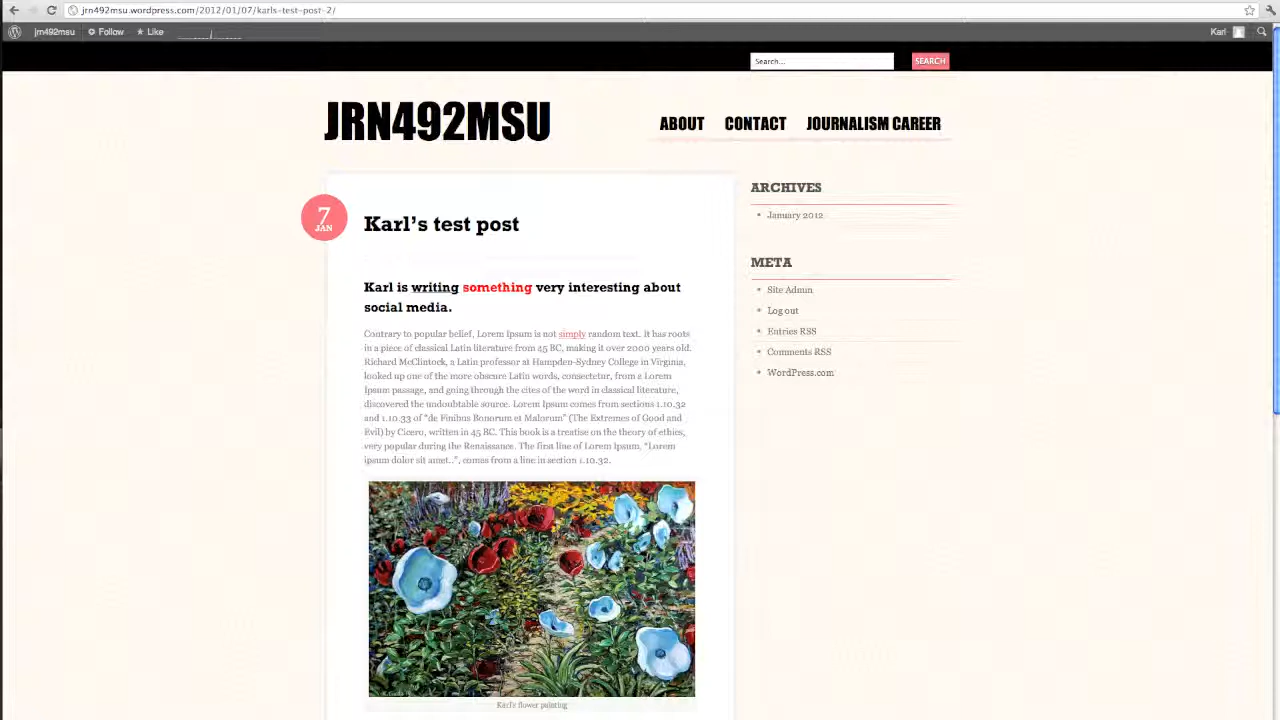 jrn492msu.wordpress.com/2012/01/07/karls-test-post-2/
jrn492msu Follow Like Karl
Search... SEARCH
JRN492MSU
ABOUT CONTACT JOURNALISM CAREER
7
JAN
Karl's test post
Karl is writing something very interesting about
social media.
Contrary to popular belief, Lorem Ipsum is not simply random text. It has roots
in a piece of classical Latin literature from 45 BC, making it over 2000 years old.
Richard McClintock, a Latin professor at Hampden-Sydney College in Virginia,
looked up one of the more obscure Latin words, consectetur, from a Lorem
Ipsum passage, and going through the cites of the word in classical literature,
discovered the undoubtable source. Lorem Ipsum comes from sections 1.10.32
and 1.10.33 of "de Finibus Bonorum et Malorum" (The Extremes of Good and
Evil) by Cicero, written in 45 BC. This book is a treatise on the theory of ethics,
very popular during the Renaissance. The first line of Lorem Ipsum, "Lorem
ipsum dolor sit amet..", comes from a line in section 1.10.32.
Karl's flower painting
ARCHIVES
January 2012
META
Site Admin
Log out
Entries RSS
Comments RSS
WordPress.com